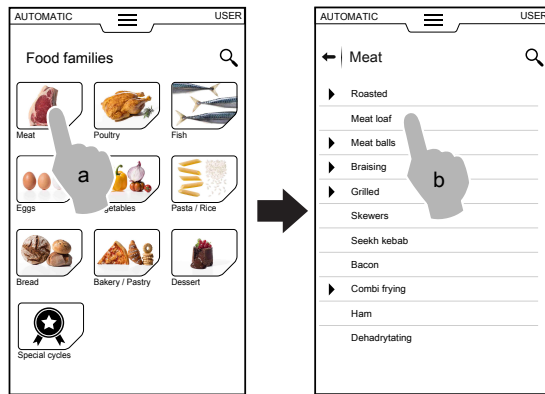 AUTOMATIC USER
Food families
Meat Poultry Fish
a
Eggs getables Pasta / Rice
Bread Bakery / Pastry Dessert
Special cycles
AUTOMATIC USER
Meat
Roasted
Meat loaf
Meat balls
Braising
b
Grilled
Skewers
Seekh kebab
Bacon
Combi frying
Ham
Dehadrytating